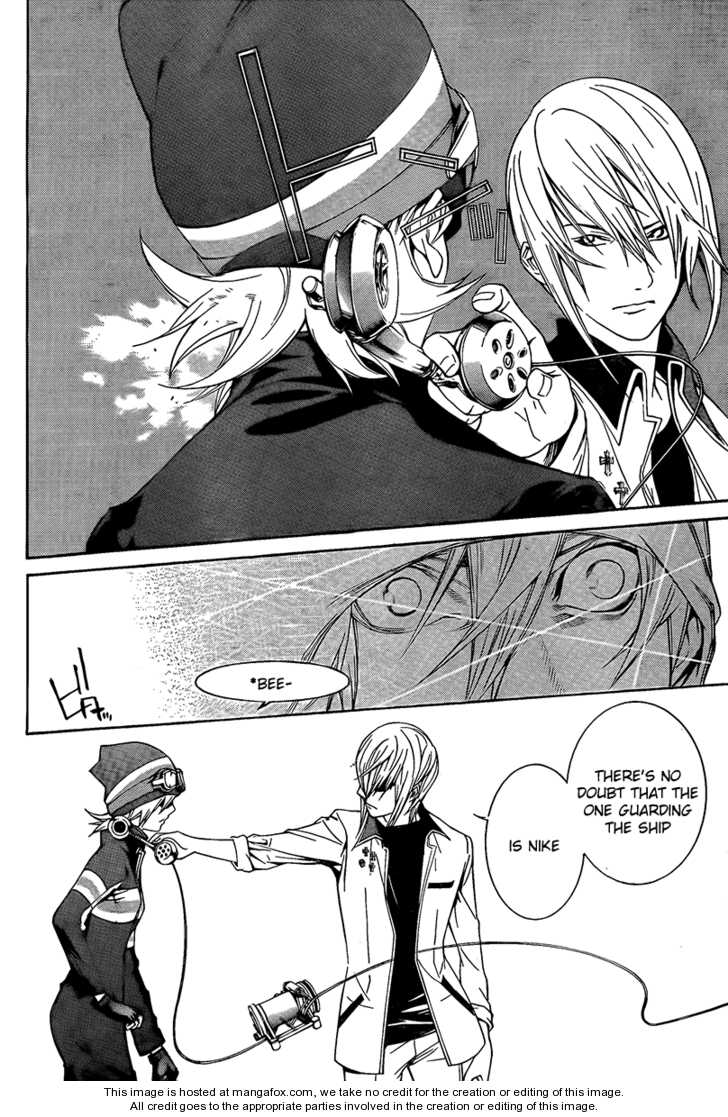 *BEE-
THERE'S NO
DOUBT THAT THE
ONE GUARDING
THE SHIP
IS NIKE
This image is hosted at mangafox.com, we take no credit for the creation or editing of this image.
All credit goes to the appropriate parties involved in the creation or editing of this image.